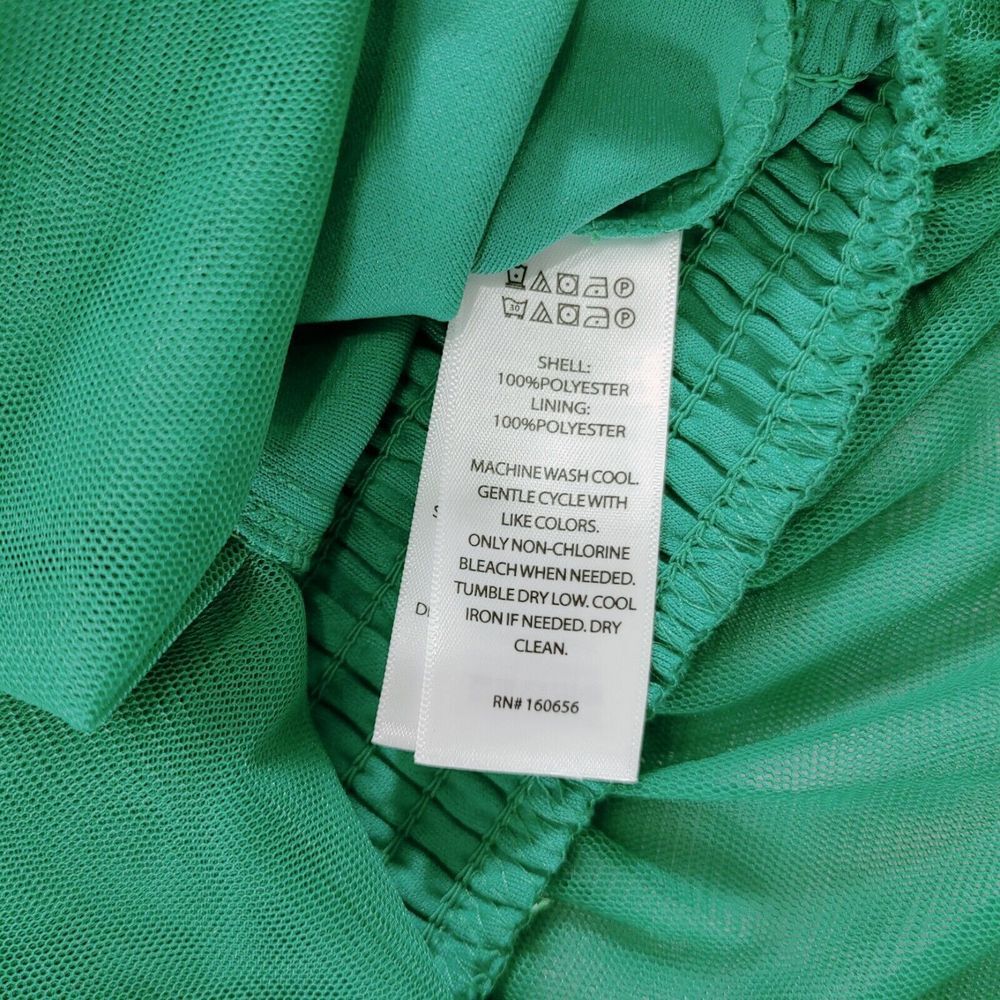 P
30 P
SHELL:
100%POLYESTER
LINING:
100%POLYESTER
MACHINE WASH COOL.
GENTLE CYCLE WITH
LIKE COLORS.
ONLY NON-CHLORINE
BLEACH WHEN NEEDED.
TUMBLE DRY LOW. COOL
IRON IF NEEDED. DRY
CLEAN.
RN# 160656